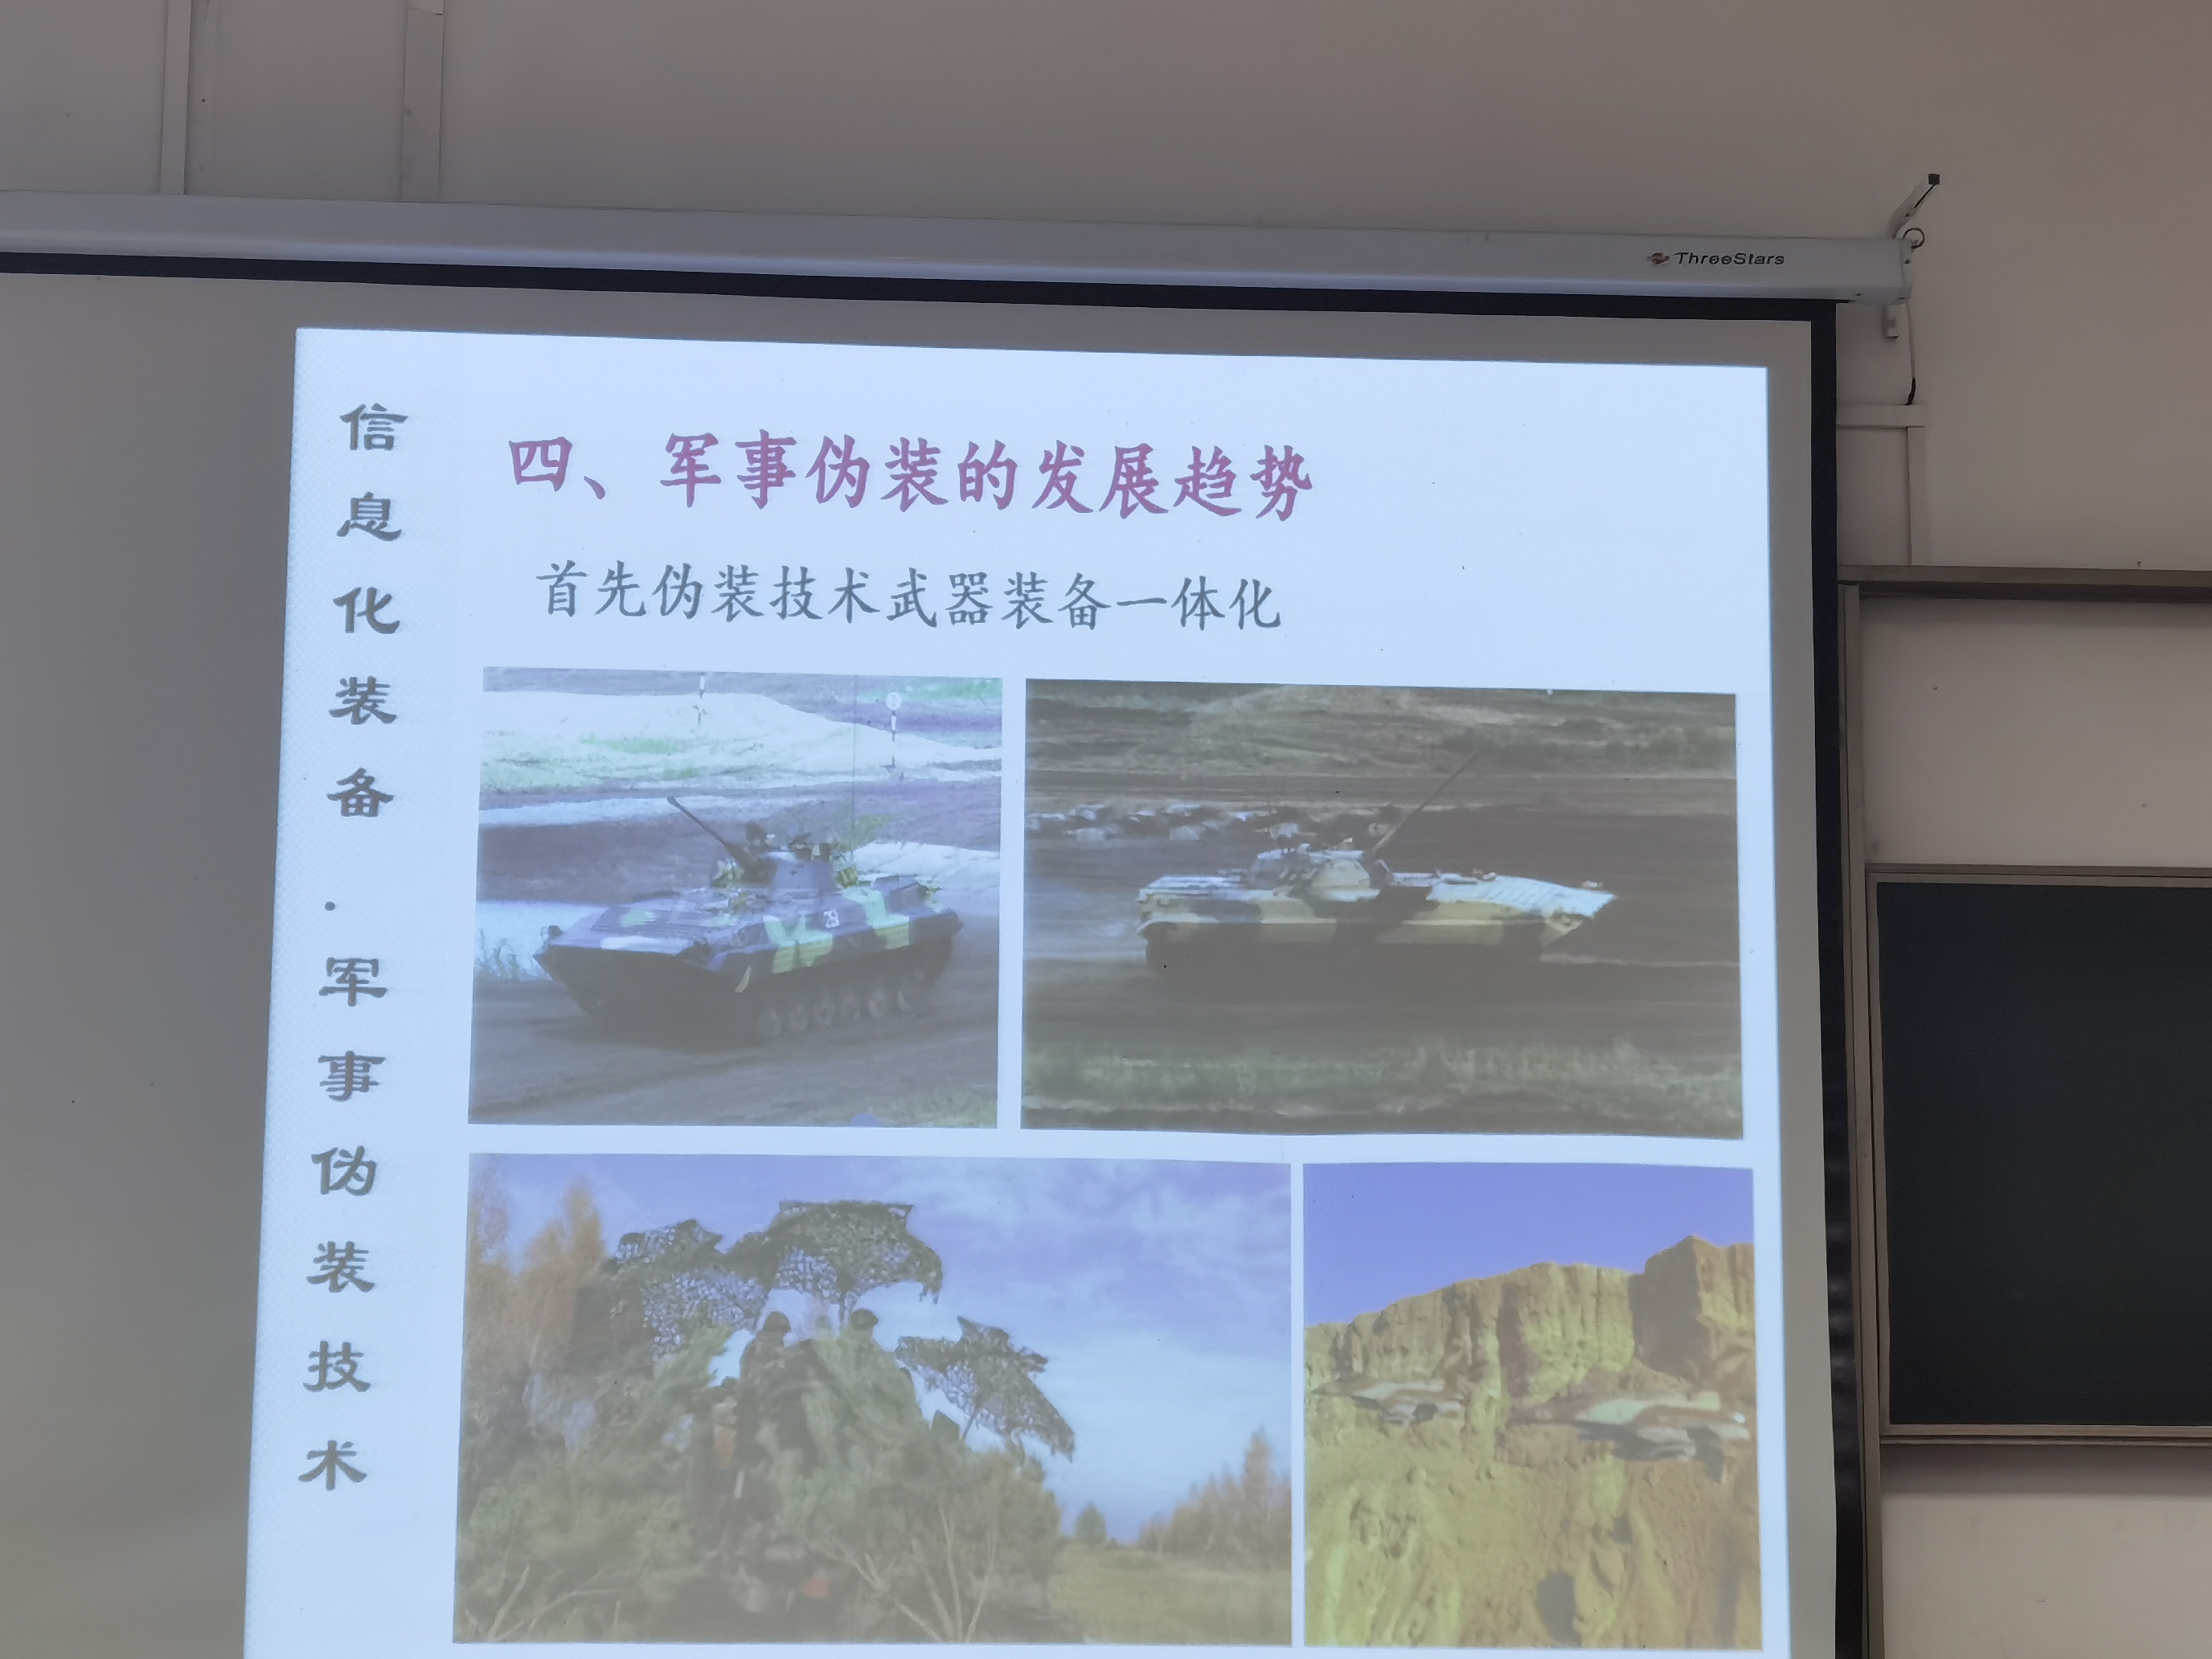 ThreeStars
信息化装备·军事伪装技术
四、军事伪装的发展趋势
首先伪装技术武器装备一体化
29